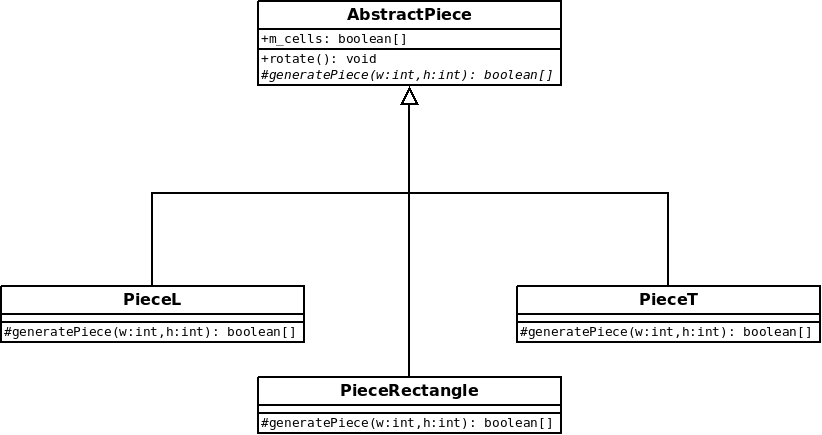 AbstractPiece
+m_cells: boolean[]
+rotate(): void
#generatePiece(w:int,h:int): boolean[]
PieceL
#generatePiece(w:int,h:int): boolean[]
PieceT
#generatePiece(w:int,h:int): boolean[]
PieceRectangle
#generatePiece(w:int,h:int): boolean[]